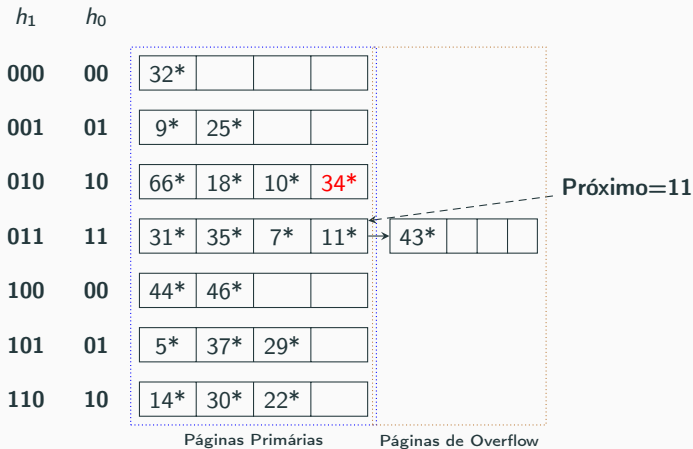 h1 h0
000 00 32*
001 01 9* 25*
010 10 66* 18* 10* 34*
Próximo=11
011 11 31* 35* 7* 11* 43*
100 00 44* 46*
101 01 5* 37* 29*
110 10 14* 30* 22*
Páginas Primárias Páginas de Overflow